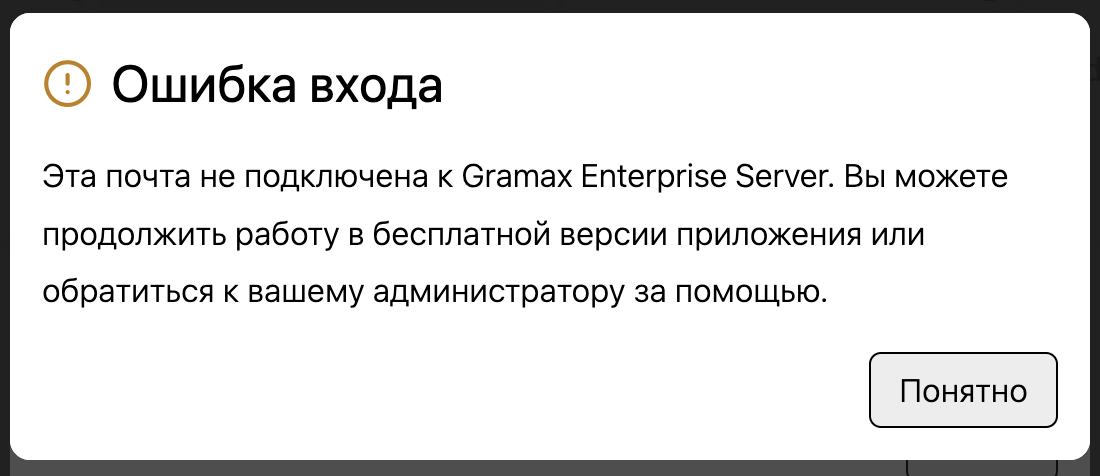 Ошибка входа
Эта почта не подключена к Gramax Enterprise Server. Вы можете
продолжить работу в бесплатной версии приложения или
обратиться к вашему администратору за помощью.
Понятно